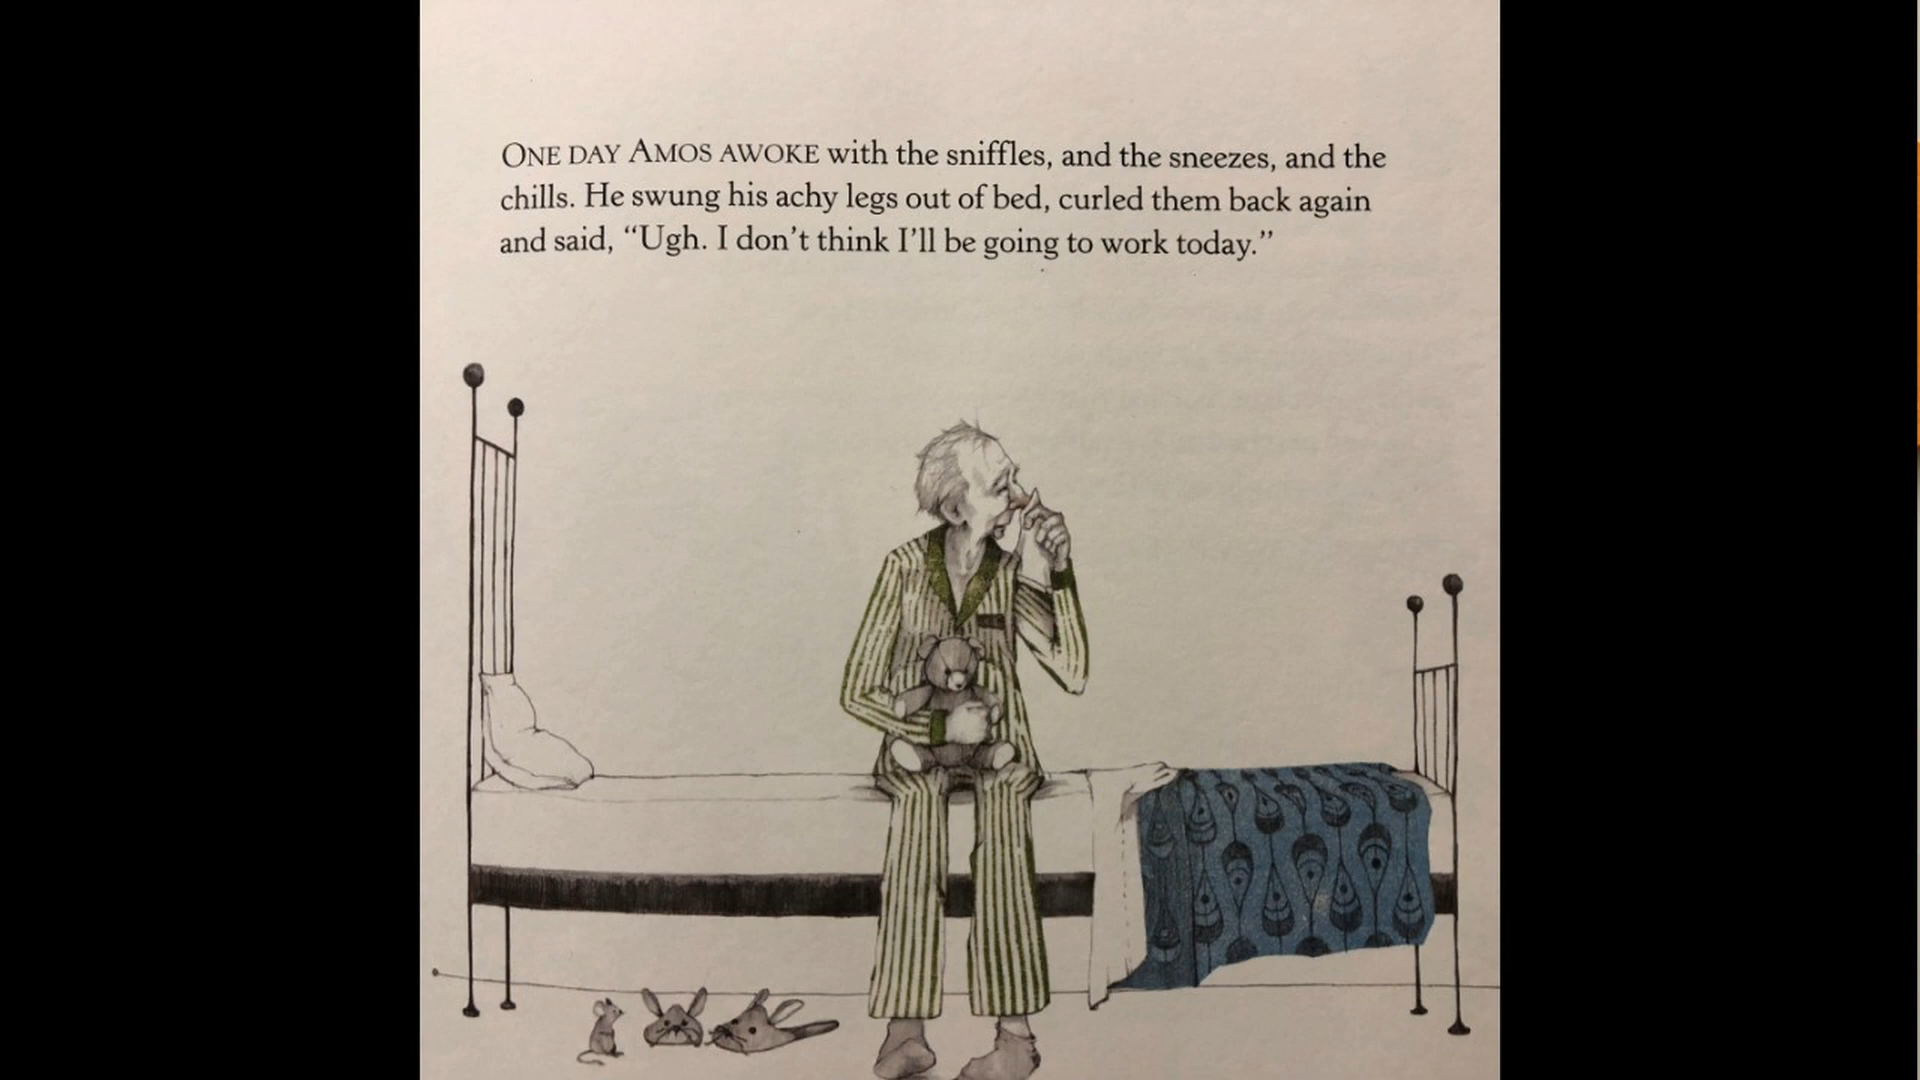 ONE DAY AMOS AWOKE with the sniffles, and the sneezes, and the
chills. He swung his achy legs out of bed, curled them back again
and said, “Ugh. I don’t think I’ll be going to work today.”